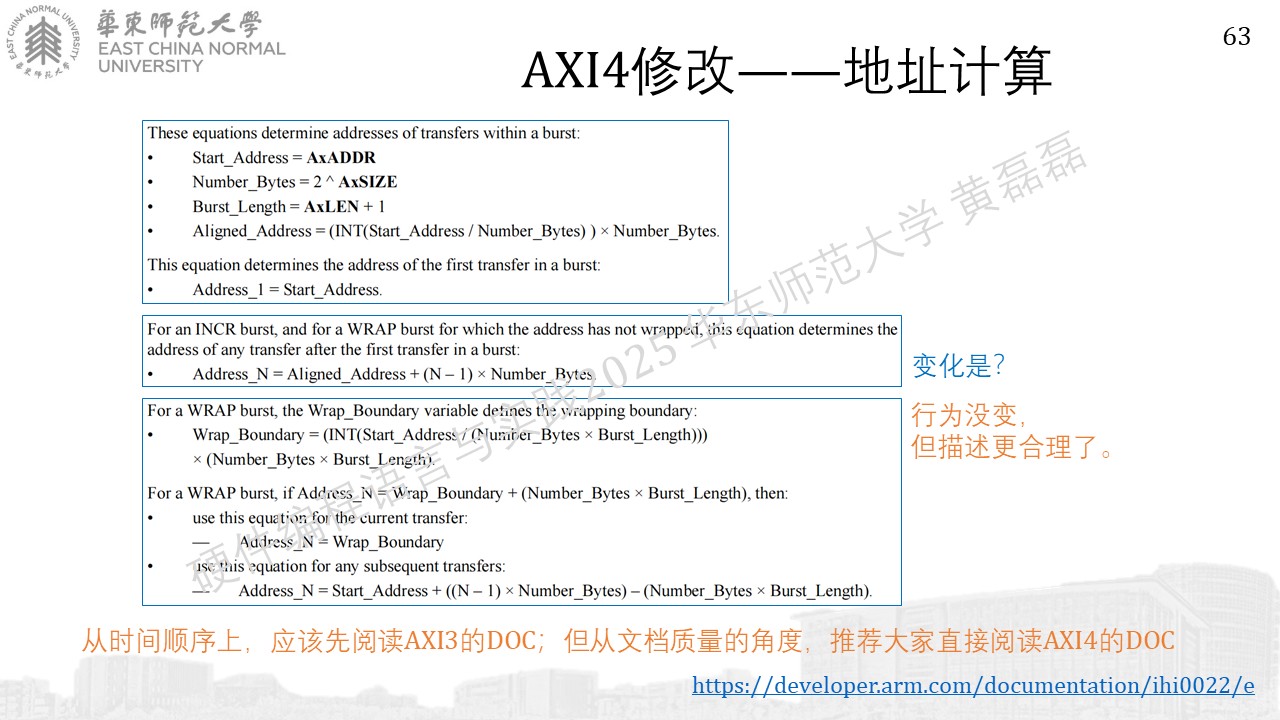 華東師范大學
EAST CHINA NORMAL
UNIVERSITY
EAST CHINA NORMAL UNIVERSITY
華東師范大學
63
AXI4修改——地址计算
These equations determine addresses of transfers within a burst:
• Start_Address = AxADDR
• Number_Bytes = 2 ^ AxSIZE
• Burst_Length = AxLEN + 1
• Aligned_Address = (INT(Start_Address / Number_Bytes) ) × Number_Bytes.
This equation determines the address of the first transfer in a burst:
• Address_1 = Start_Address.
For an INCR burst, and for a WRAP burst for which the address has not wrapped, this equation determines the
address of any transfer after the first transfer in a burst:
• Address_N = Aligned_Address + (N – 1) × Number_Bytes.
变化是?
For a WRAP burst, the Wrap_Boundary variable defines the wrapping boundary:
• Wrap_Boundary = (INT(Start_Address / (Number_Bytes × Burst_Length)))
× (Number_Bytes × Burst_Length).
行为没变，
但描述更合理了。
For a WRAP burst, if Address_N = Wrap_Boundary + (Number_Bytes × Burst_Length), then:
• use this equation for the current transfer:
— Address_N = Wrap_Boundary
• use this equation for any subsequent transfers:
— Address_N = Start_Address + ((N – 1) × Number_Bytes) – (Number_Bytes × Burst_Length).
硬件编程语言与实践2025 华东师范大学 黄磊磊
从时间顺序上，应该先阅读AXI3的DOC；但从文档质量的角度，推荐大家直接阅读AXI4的DOC
https://developer.arm.com/documentation/ihi0022/e